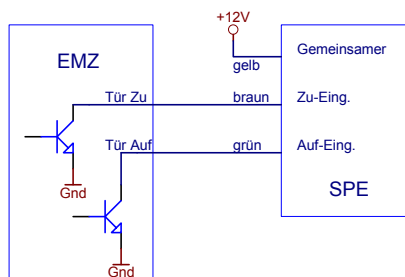 +12V
EMZ
gelb
Gemeinsamer
Tür Zu
braun
Zu-Eing.
Tür Auf
grün
Auf-Eing.
SPE
Gnd
Gnd